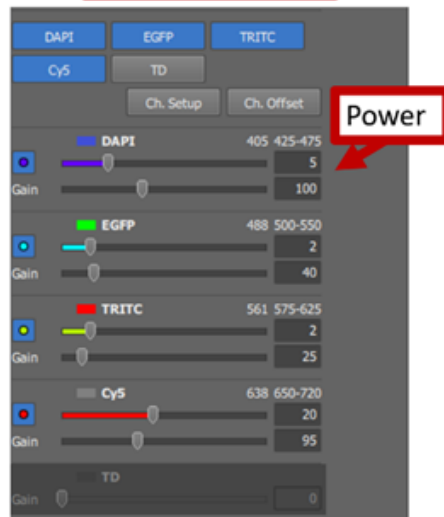 DAPI EGFP TRITC
Cy5 TD
Ch. Setup Ch. Offset
Power
DAPI 405 425-475
5
Gain 100
EGFP 488 500-550
2
Gain 40
TRITC 561 575-625
2
Gain 25
Cy5 638 650-720
20
Gain 95
TD
Gain 0